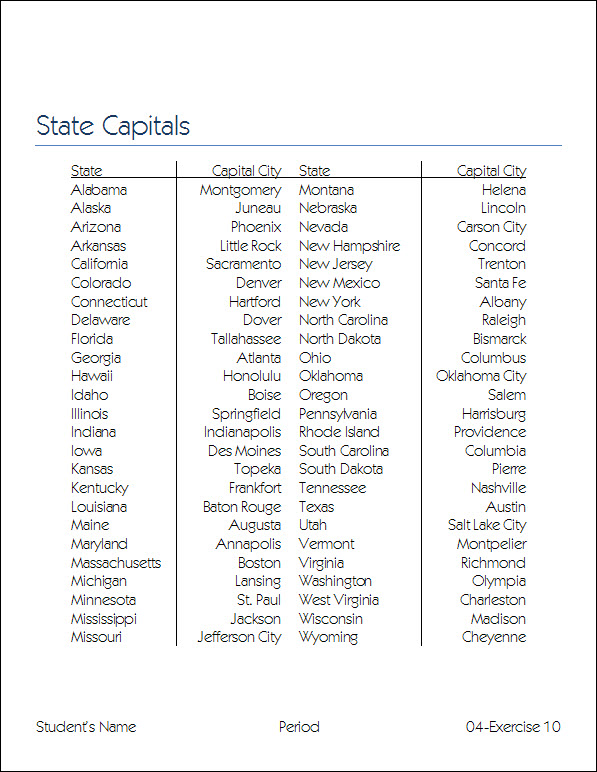 State Capitals
State Capital City State Capital City
Alabama Montgomery Montana Helena
Alaska Juneau Nebraska Lincoln
Arizona Phoenix Nevada Carson City
Arkansas Little Rock New Hampshire Concord
California Sacramento New Jersey Trenton
Colorado Denver New Mexico Santa Fe
Connecticut Hartford New York Albany
Delaware Dover North Carolina Raleigh
Florida Tallahassee North Dakota Bismarck
Georgia Atlanta Ohio Columbus
Hawaii Honolulu Oklahoma Oklahoma City
Idaho Boise Oregon Salem
Illinois Springfield Pennsylvania Harrisburg
Indiana Indianapolis Rhode Island Providence
Iowa Des Moines South Carolina Columbia
Kansas Topeka South Dakota Pierre
Kentucky Frankfort Tennessee Nashville
Louisiana Baton Rouge Texas Austin
Maine Augusta Utah Salt Lake City
Maryland Annapolis Vermont Montpelier
Massachusetts Boston Virginia Richmond
Michigan Lansing Washington Olympia
Minnesota St. Paul West Virginia Charleston
Mississippi Jackson Wisconsin Madison
Missouri Jefferson City Wyoming Cheyenne
Student's Name Period 04-Exercise 10